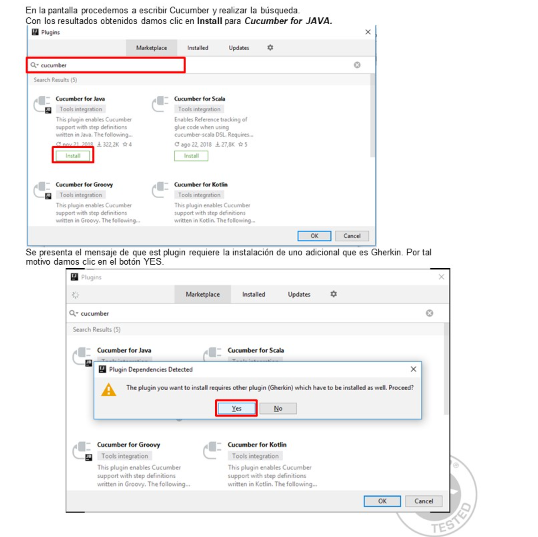 En la pantalla procedemos a escribir Cucumber y realizar la búsqueda.
Con los resultados obtenidos damos clic en Install para Cucumber for JAVA.
Plugins
Marketplace Installed Updates
cucumber
Search Results (5)
Cucumber for Java Cucumber for Scala
Tools integration Tools integration
This plugin enables Cucumber Enables Reference tracking of
support with step definitions glue code when using
written in Java. The following... cucumber-scala DSL. Requires...
nov 21, 2018 322,2K 4 ago 22, 2018 27,8K 5
Install Install
Cucumber for Groovy Cucumber for Kotlin
Tools integration Tools integration
This plugin enables Cucumber This plugin enables Cucumber
support with step definitions support with step definitions
written in Groovy. The following... written in Kotlin. The following...
OK Cancel
Se presenta el mensaje de que est plugin requiere la instalación de uno adicional que es Gherkin. Por tal
motivo damos clic en el botón YES.
Plugins
Marketplace Installed Updates
cucumber
Search Results (5)
Cucumber for Java Cucumber for Scala
Plugin Dependencies Detected
The plugin you want to install requires other plugin (Gherkin) which have to be installed as well. Proceed?
Yes No
Cucumber for Groovy Cucumber for Kotlin
Tools integration Tools integration
This plugin enables Cucumber This plugin enables Cucumber
support with step definitions support with step definitions
written in Groovy. The following... written in Kotlin. The following...
OK Cancel
TESTED